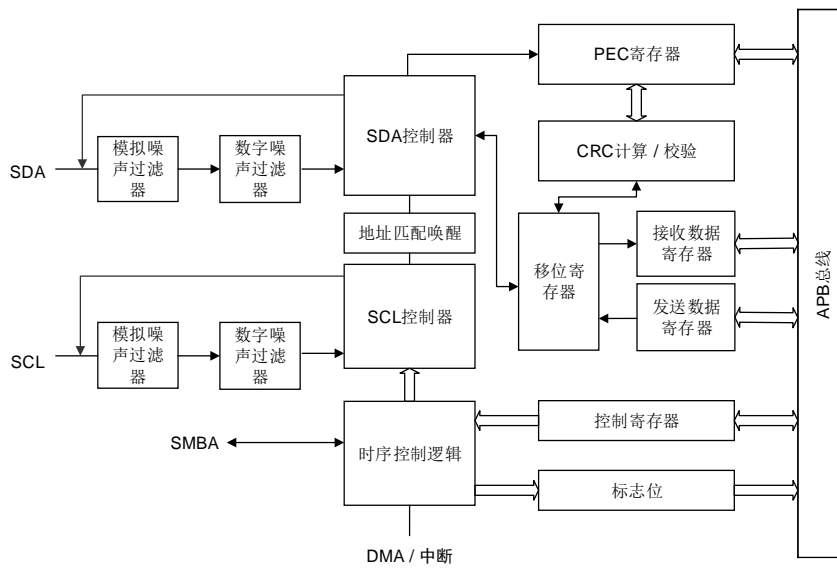 PEC寄存器
SDA控制器
CRC计算 / 校验
SDA
模拟噪
声过滤
器
数字噪
声过滤
器
地址匹配唤醒
移位寄
存器
接收数据
寄存器
发送数据
寄存器
APB总线
SCL控制器
SCL
模拟噪
声过滤
器
数字噪
声过滤
器
SMBA
时序控制逻辑
控制寄存器
标志位
DMA / 中断